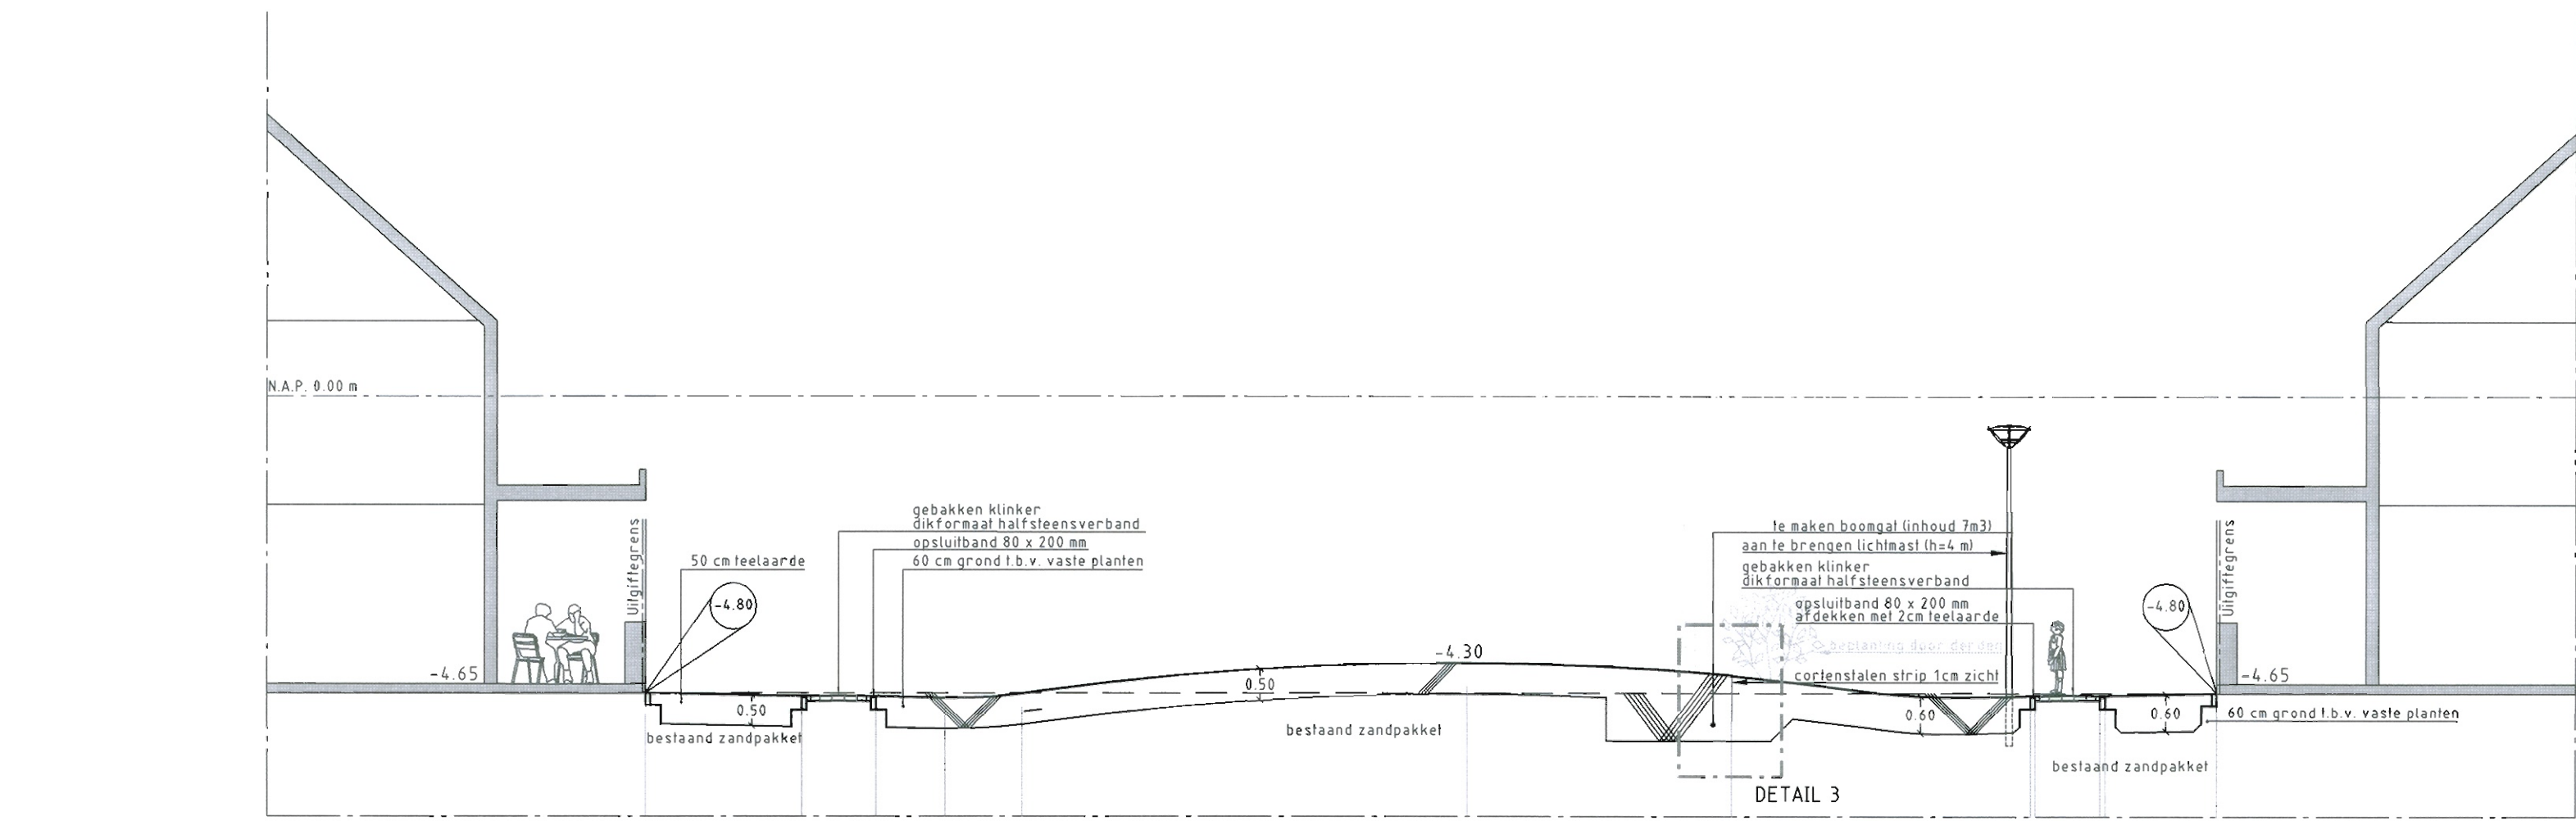 N.A.P. 0.00 m
gebakken klinker
dikformaat halfsteensverband
opsluitband 80 x 200 mm
60 cm grond t.b.v. vaste planten
50 cm teelaarde
Uitgiftegrens
-4.80
-4.65
0.50
bestaand zandpakket
0.50
-4.30
bestaand zandpakket
te maken boomgat (inhoud 7m3)
aan te brengen lichtmast (h=4 m)
gebakken klinker
dikformaat halfsteensverband
opsluitband 80 x 200 mm
afdekken met 2cm teelaarde
beplanting door derden
cortenstalen strip 1cm zicht
0.60
DETAIL 3
-4.80
Uitgiftegrens
-4.65
0.60
60 cm grond t.b.v. vaste planten
bestaand zandpakket